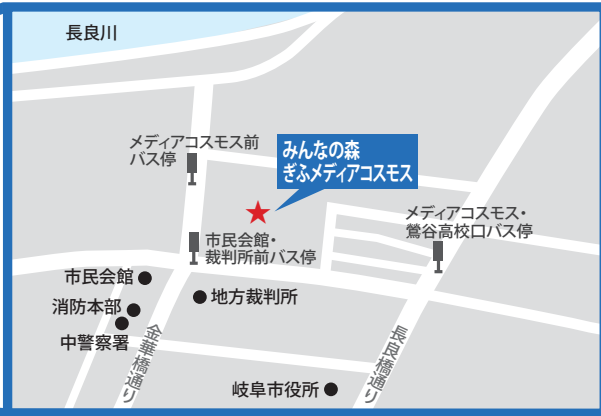 長良川
メディアコスモス前
バス停
みんなの森
ぎふメディアコスモス
メディアコスモス・
鶯谷高校口バス停
市民会館・
裁判所前バス停
市民会館
地方裁判所
消防本部
中警察署
金華橋通り
長良橋通り
岐阜市役所